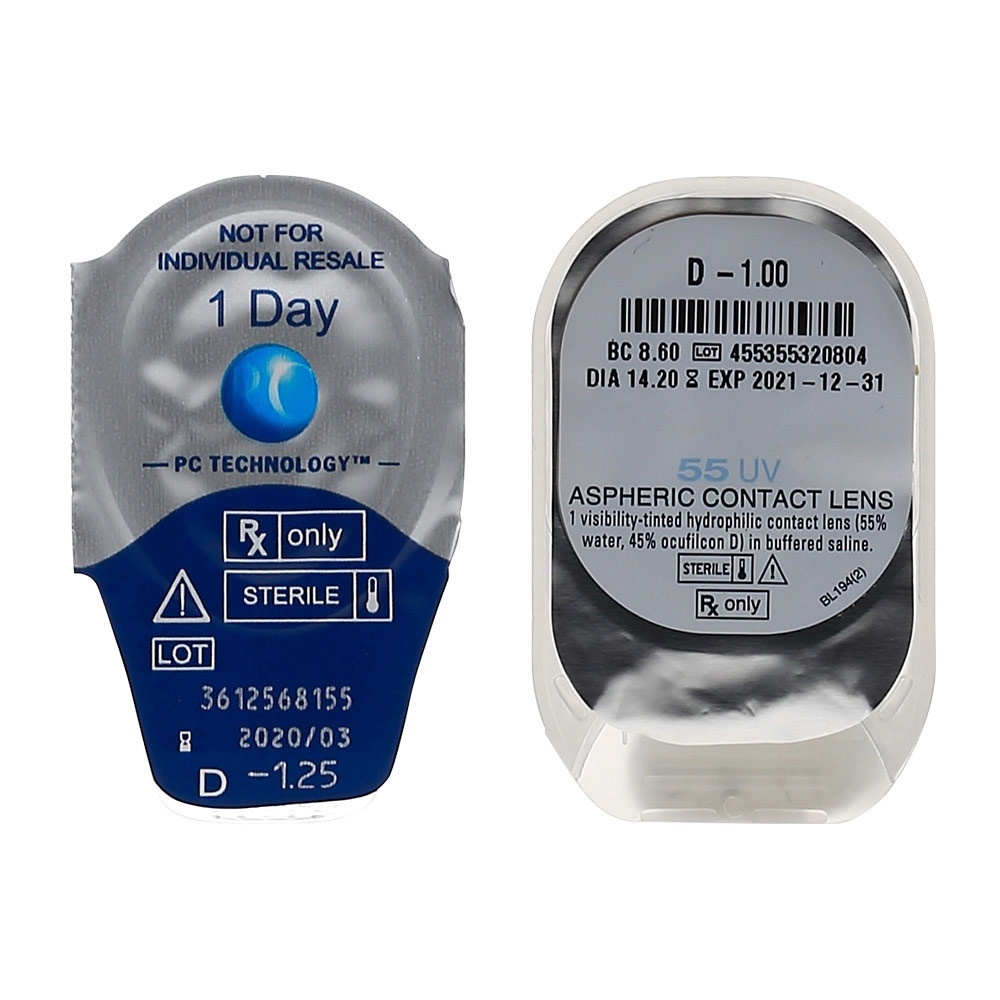 NOT FOR
INDIVIDUAL RESALE
1 Day
PC TECHNOLOGY™
Rx only
STERILE
LOT
3612568155
2020/03
D -1.25
D -1.00
BC 8.60 LOT 455355320804
DIA 14.20 EXP 2021-12-31
55 UV
ASPHERIC CONTACT LENS
1 visibility-tinted hydrophilic contact lens (55%
water, 45% ocufilcon D) in buffered saline.
STERILE
Rx only
BL194(2)